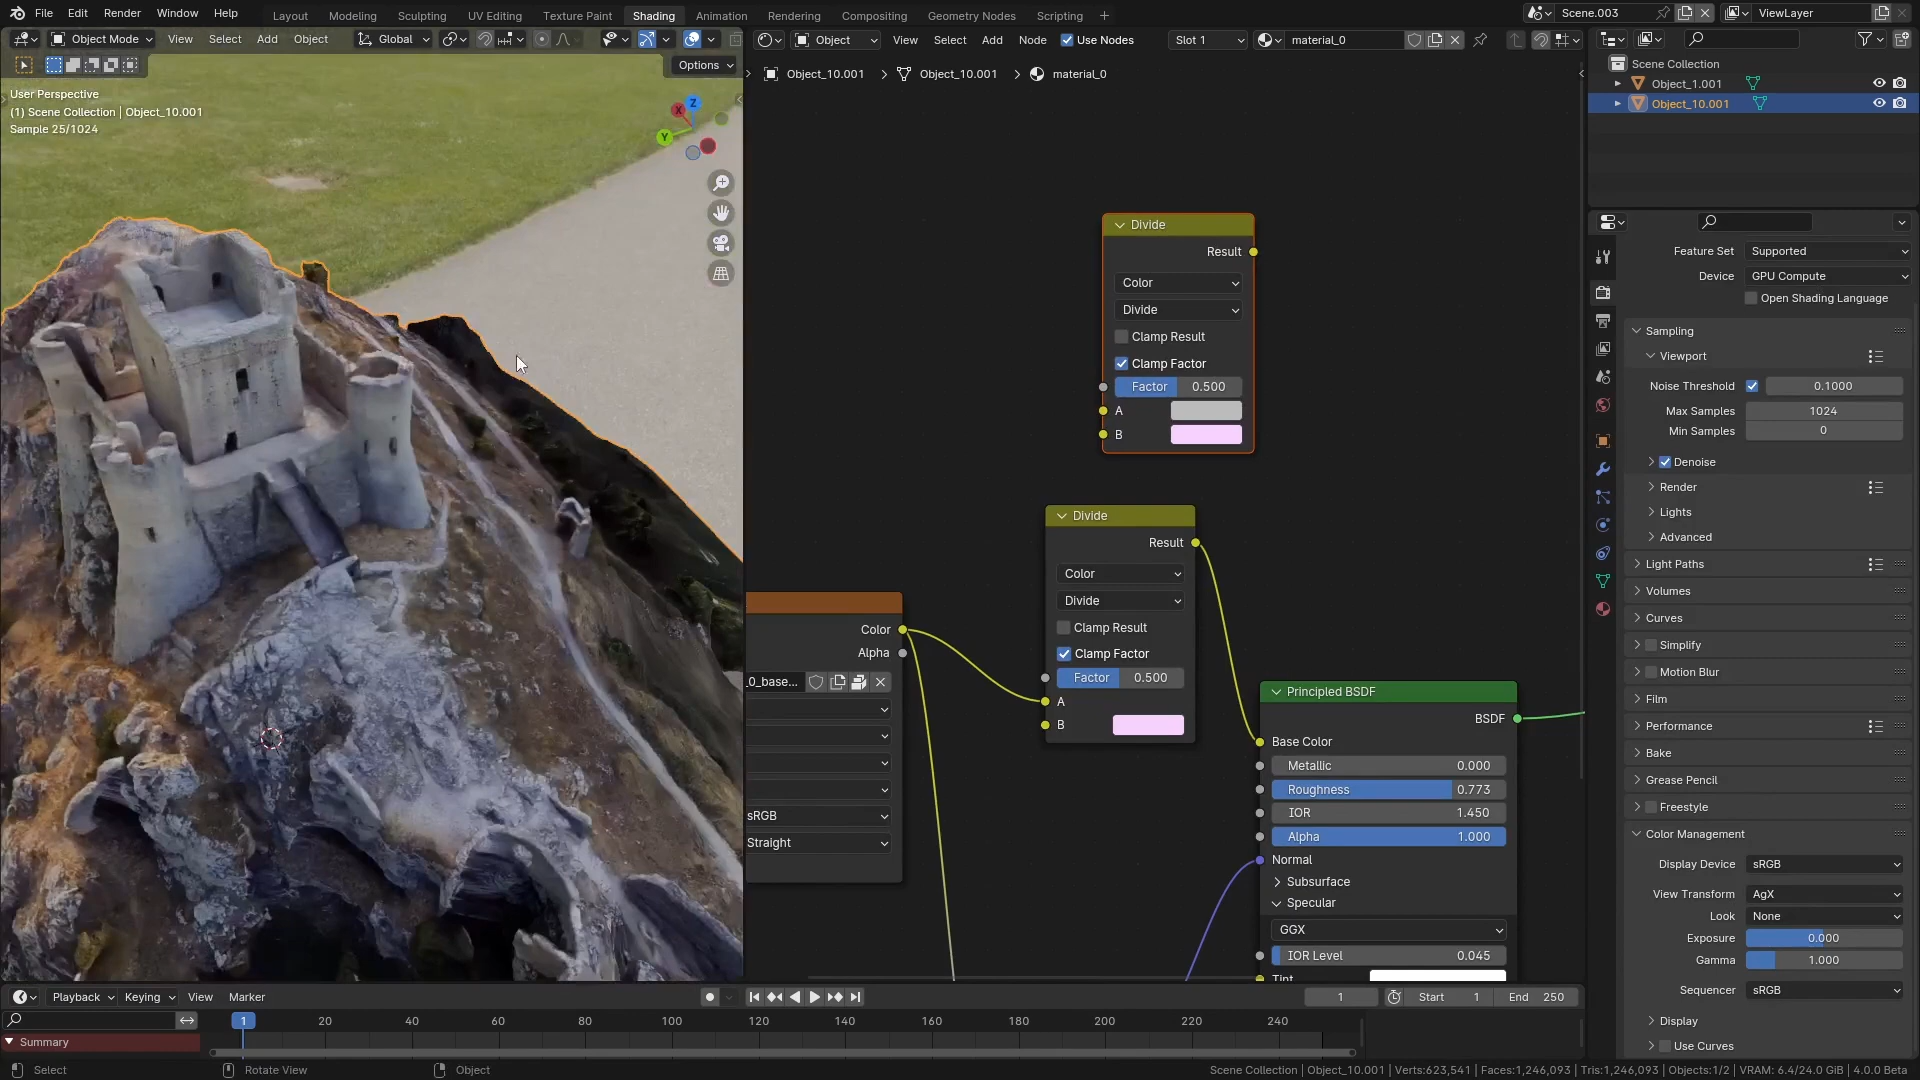 File Edit Render Window Help
Layout Modeling Sculpting UV Editing Texture Paint Shading Animation Rendering Compositing Geometry Nodes Scripting +
Scene.003
ViewLayer
Object Mode View Select Add Object Global
Options
User Perspective
(1) Scene Collection | Object_10.001
Sample 25/1024
X
Y
Z
Object View Select Add Node Use Nodes Slot 1 material_0
Object_10.001 > Object_10.001 > material_0
Divide
Result
Color
Divide
Clamp Result
Clamp Factor
Factor 0.500
A
B
Divide
Result
Color
Divide
Clamp Result
Clamp Factor
Factor 0.500
A
B
Color
Alpha
_0_base...
sRGB
Straight
Principled BSDF
BSDF
Base Color
Metallic 0.000
Roughness 0.773
IOR 1.450
Alpha 1.000
Normal
Subsurface
Specular
GGX
IOR Level 0.045
Tint
Scene Collection
Object_1.001
Object_10.001
Feature Set Supported
Device GPU Compute
Open Shading Language
Sampling
Viewport
Noise Threshold 0.1000
Max Samples 1024
Min Samples 0
Denoise
Render
Lights
Advanced
Light Paths
Volumes
Curves
Simplify
Motion Blur
Film
Performance
Bake
Grease Pencil
Freestyle
Color Management
Display Device sRGB
View Transform AgX
Look None
Exposure 0.000
Gamma 1.000
Sequencer sRGB
Display
Use Curves
Playback Keying View Marker
1 Start 1 End 250
1 20 40 60 80 100 120 140 160 180 200 220 240
Summary
Select Rotate View Object
Scene Collection | Object_10.001 | Verts:623,541 | Faces:1,246,093 | Tris:1,246,093 | Objects:1/2 | VRAM: 6.4/24.0 GiB | 4.0.0 Beta